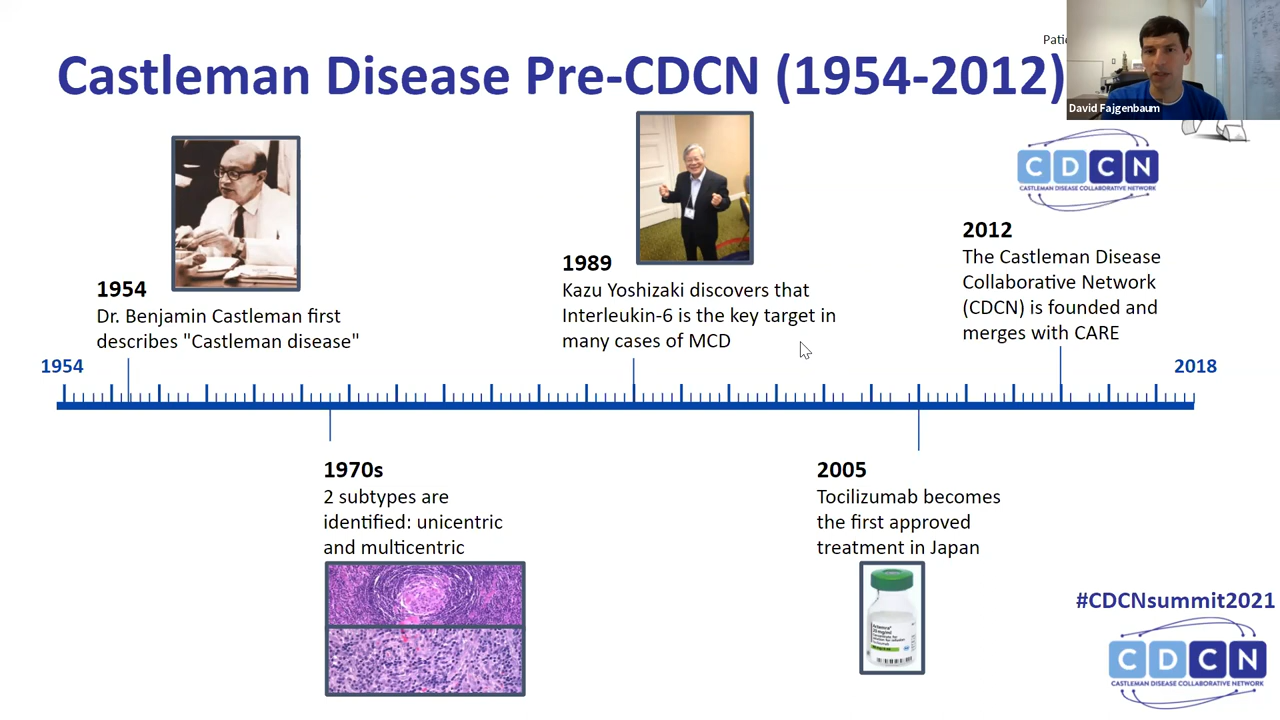 Castleman Disease Pre-CDCN (1954-2012)
Patie
David Fajgenbaum
CDCN
CASTLEMAN DISEASE COLLABORATIVE NETWORK
1954
Dr. Benjamin Castleman first
describes "Castleman disease"
1989
Kazu Yoshizaki discovers that
Interleukin-6 is the key target in
many cases of MCD
2012
The Castleman Disease
Collaborative Network
(CDCN) is founded and
merges with CARE
1954
2018
1970s
2 subtypes are
identified: unicentric
and multicentric
2005
Tocilizumab becomes
the first approved
treatment in Japan
Artemra
#CDCNsummit2021
CDCN
CASTLEMAN DISEASE COLLABORATIVE NETWORK